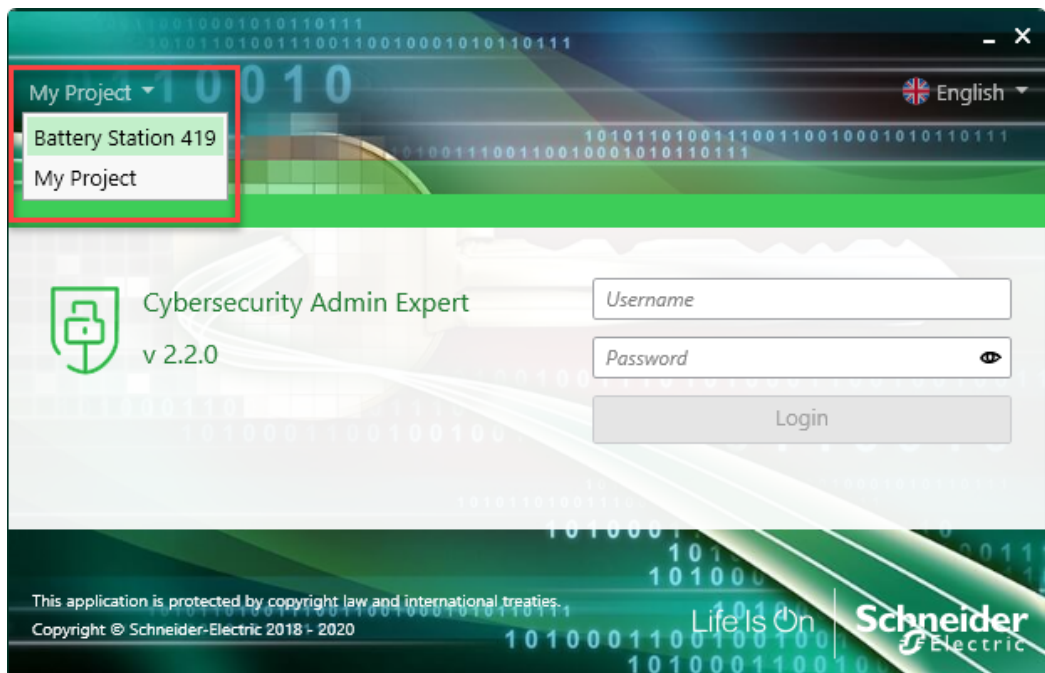 My Project
English
Battery Station 419
My Project
Cybersecurity Admin Expert
v 2.2.0
Username
Password
Login
This application is protected by copyright law and international treaties.
Copyright © Schneider-Electric 2018 - 2020
Life Is On
Schneider
Electric